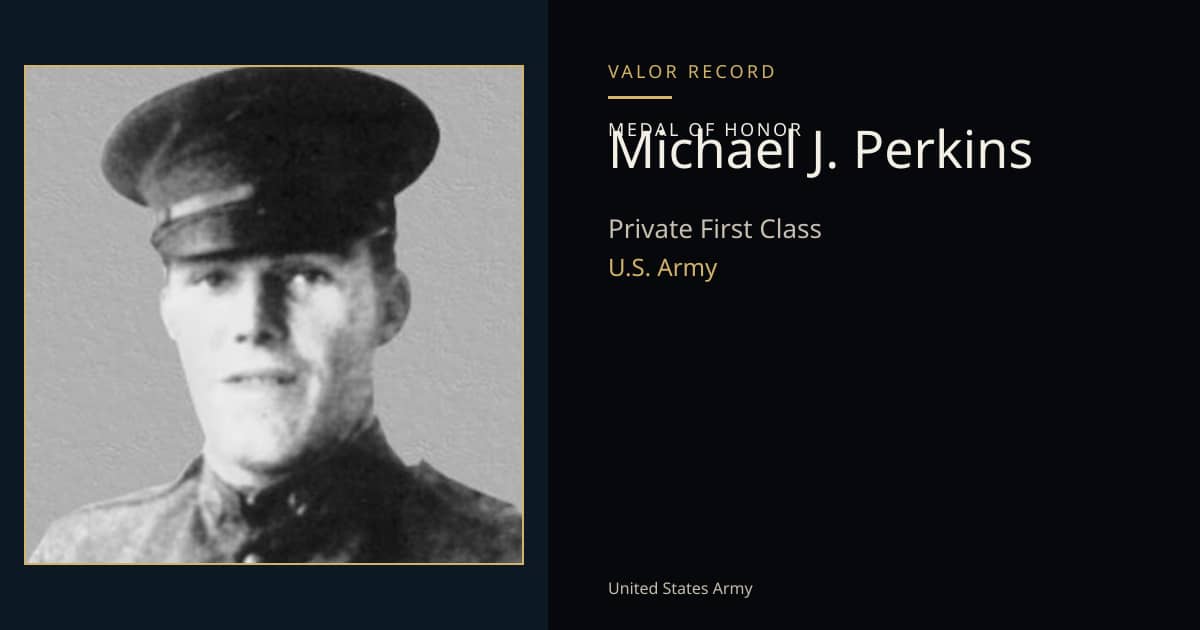 VALOR RECORD
MEDAL OF HONOR
Michael J. Perkins
Private First Class
U.S. Army
United States Army